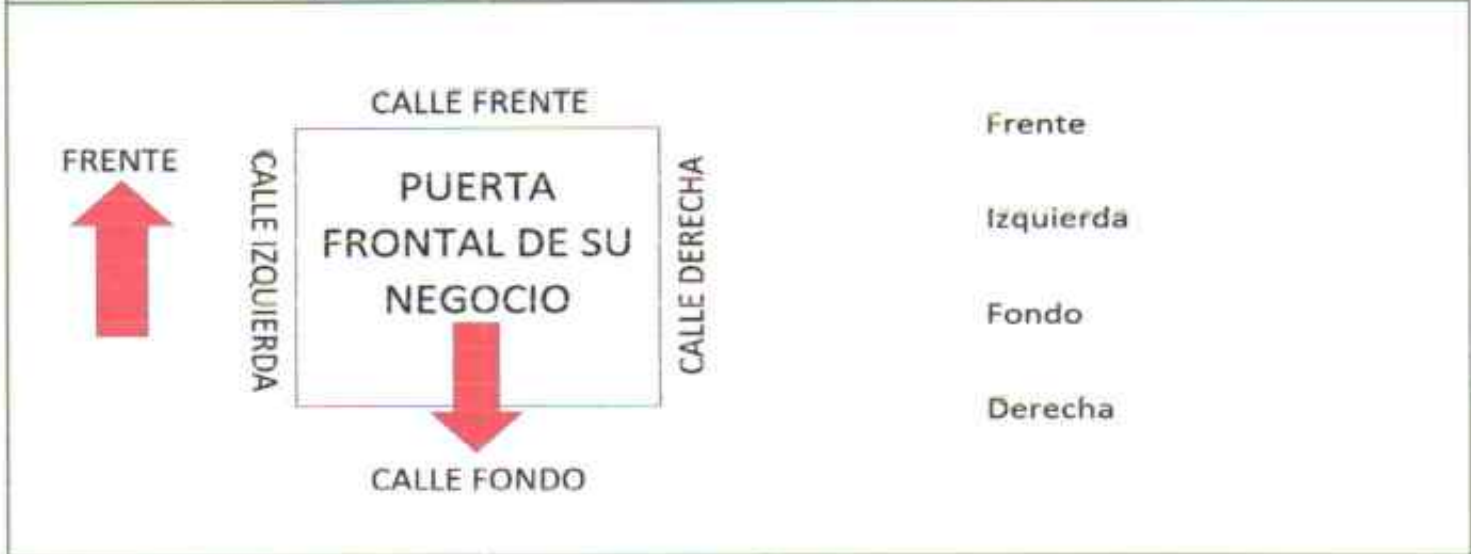 CALLE FRENTE
FRENTE
CALLE IZQUIERDA
PUERTA
FRONTAL DE SU
NEGOCIO
CALLE DERECHA
CALLE FONDO
Frente
Izquierda
Fondo
Derecha